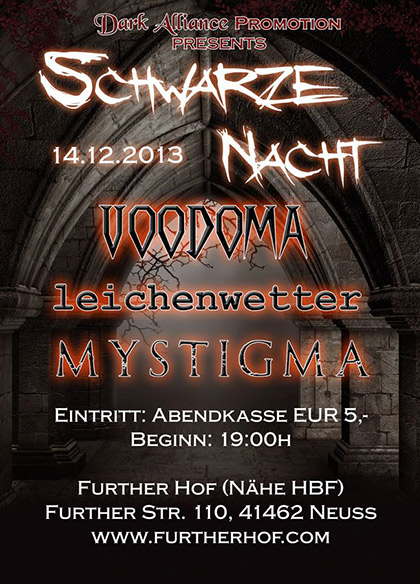 Dark Alliance Promotion
presents
Schwarze
Nacht
14.12.2013
VOODOMA
leichenwetter
MYSTIGMA
Eintritt: Abendkasse EUR 5,-
Beginn: 19:00h
Further Hof (Nähe HBF)
Further Str. 110, 41462 Neuss
www.furtherhof.com